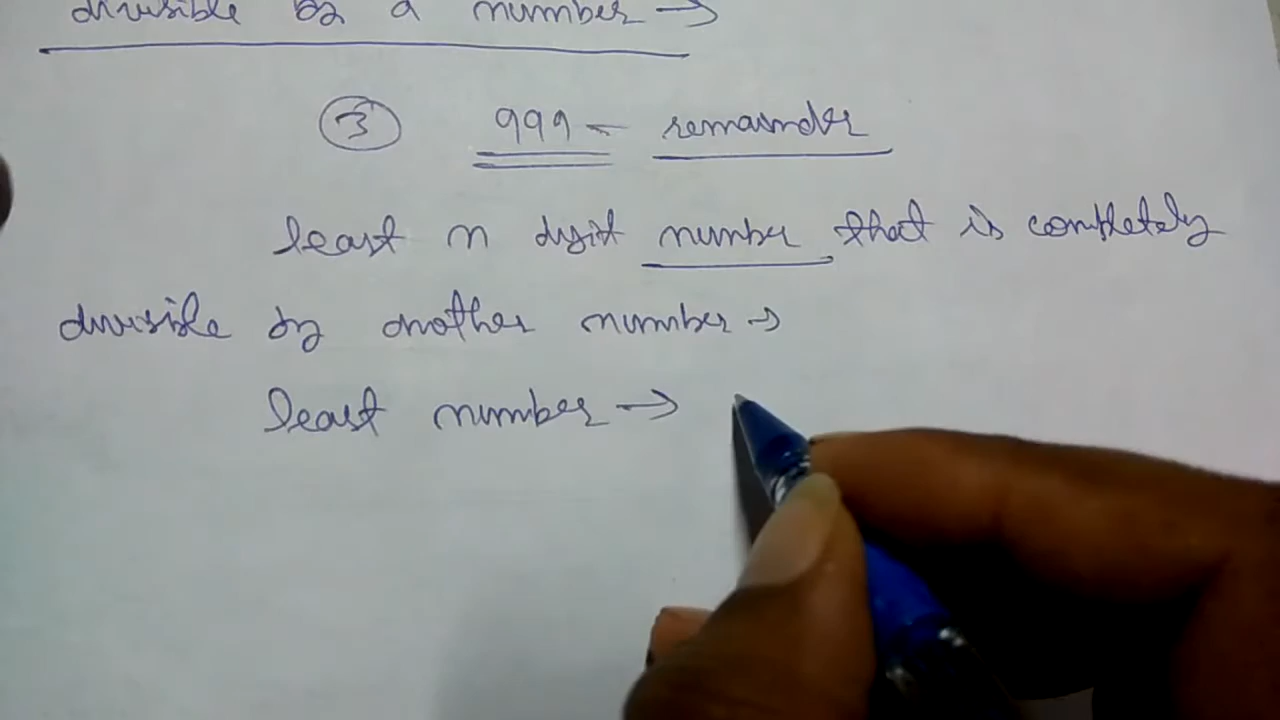 divisible by a number →
③ 999 – remainder
least n digit number that is completely
divisible by another number →
least number →